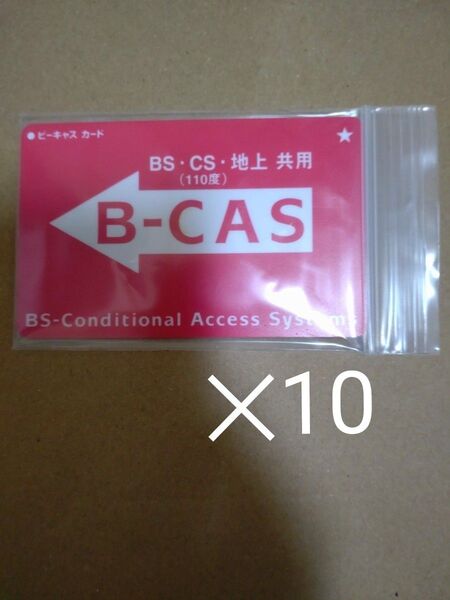 ● ビーキャス カード ★
BS・CS・地上 共用
(110度)
B-CAS
BS-Conditional Access Systems
×10